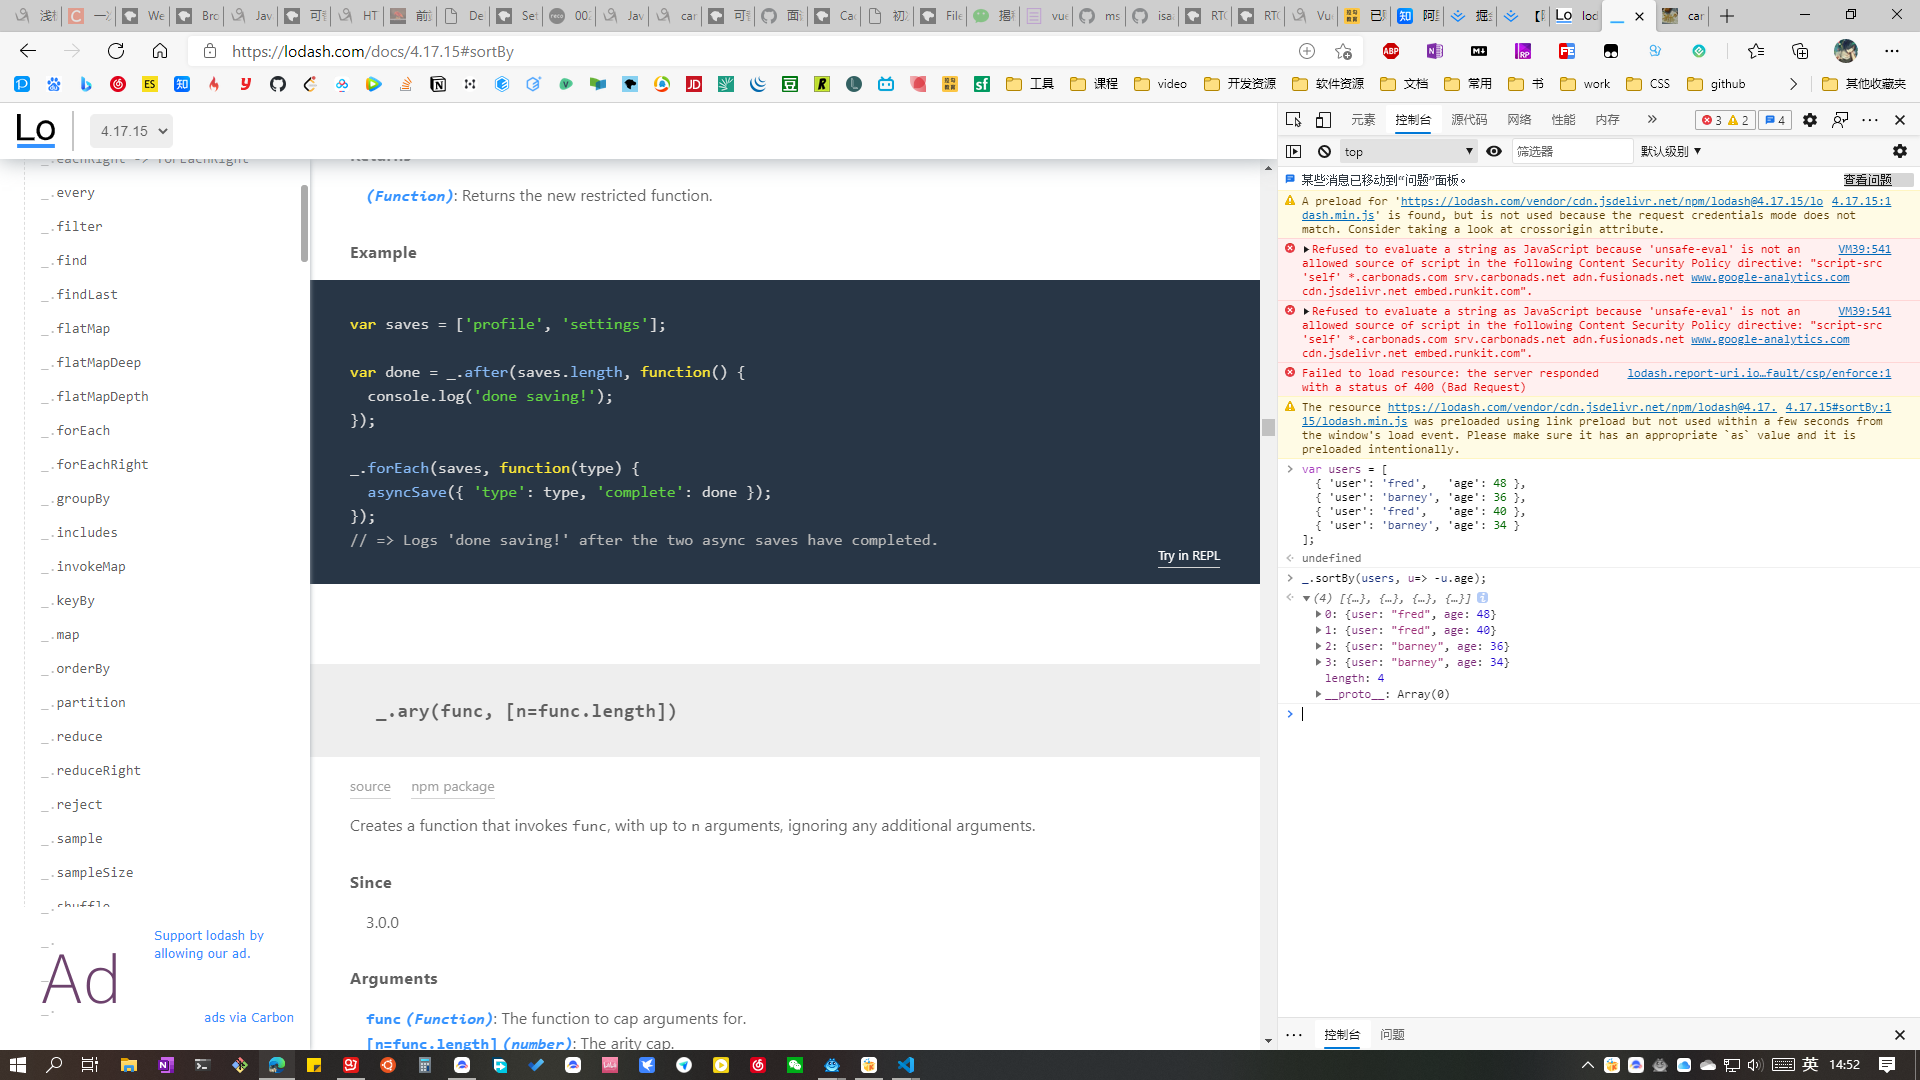 https://lodash.com/docs/4.17.15#sortBy
工具
课程
video
开发资源
软件资源
文档
常用
书
work
CSS
github
其他收藏夹
Lo
4.17.15
_.eachRight -> forEachRight
_.every
_.filter
_.find
_.findLast
_.flatMap
_.flatMapDeep
_.flatMapDepth
_.forEach
_.forEachRight
_.groupBy
_.includes
_.invokeMap
_.keyBy
_.map
_.orderBy
_.partition
_.reduce
_.reduceRight
_.reject
_.sample
_.sampleSize
_.shuffle
Ad
Support lodash by
allowing our ad.
ads via Carbon
Returns
(Function): Returns the new restricted function.
Example
var saves = ['profile', 'settings'];
var done = _.after(saves.length, function() {
console.log('done saving!');
});
_.forEach(saves, function(type) {
asyncSave({ 'type': type, 'complete': done });
});
// => Logs 'done saving!' after the two async saves have completed.
Try in REPL
_.ary(func, [n=func.length])
source npm package
Creates a function that invokes func, with up to n arguments, ignoring any additional arguments.
Since
3.0.0
Arguments
func (Function): The function to cap arguments for.
[n=func.length] (number): The arity cap.
元素 控制台 源代码 网络 性能 内存 » 3 2 4
top 筛选器 默认级别
某些消息已移动到“问题”面板。 查看问题
A preload for 'https://lodash.com/vendor/cdn.jsdelivr.net/npm/lodash@4.17.15/lo 4.17.15:1
dash.min.js' is found, but is not used because the request credentials mode does not
match. Consider taking a look at crossorigin attribute.
Refused to evaluate a string as JavaScript because 'unsafe-eval' is not an VM39:541
allowed source of script in the following Content Security Policy directive: "script-src
'self' *.carbonads.com srv.carbonads.net adn.fusionads.net www.google-analytics.com
cdn.jsdelivr.net embed.runkit.com".
Refused to evaluate a string as JavaScript because 'unsafe-eval' is not an VM39:541
allowed source of script in the following Content Security Policy directive: "script-src
'self' *.carbonads.com srv.carbonads.net adn.fusionads.net www.google-analytics.com
cdn.jsdelivr.net embed.runkit.com".
Failed to load resource: the server responded lodash.report-uri.io…fault/csp/enforce:1
with a status of 400 (Bad Request)
The resource https://lodash.com/vendor/cdn.jsdelivr.net/npm/lodash@4.17. 4.17.15#sortBy:1
15/lodash.min.js was preloaded using link preload but not used within a few seconds from
the window's load event. Please make sure it has an appropriate `as` value and it is
preloaded intentionally.
> var users = [
{ 'user': 'fred', 'age': 48 },
{ 'user': 'barney', 'age': 36 },
{ 'user': 'fred', 'age': 40 },
{ 'user': 'barney', 'age': 34 }
];
undefined
> _.sortBy(users, u=> -u.age);
(4) [{…}, {…}, {…}, {…}]
0: {user: "fred", age: 48}
1: {user: "fred", age: 40}
2: {user: "barney", age: 36}
3: {user: "barney", age: 34}
length: 4
__proto__: Array(0)
>
控制台 问题
英 14:52